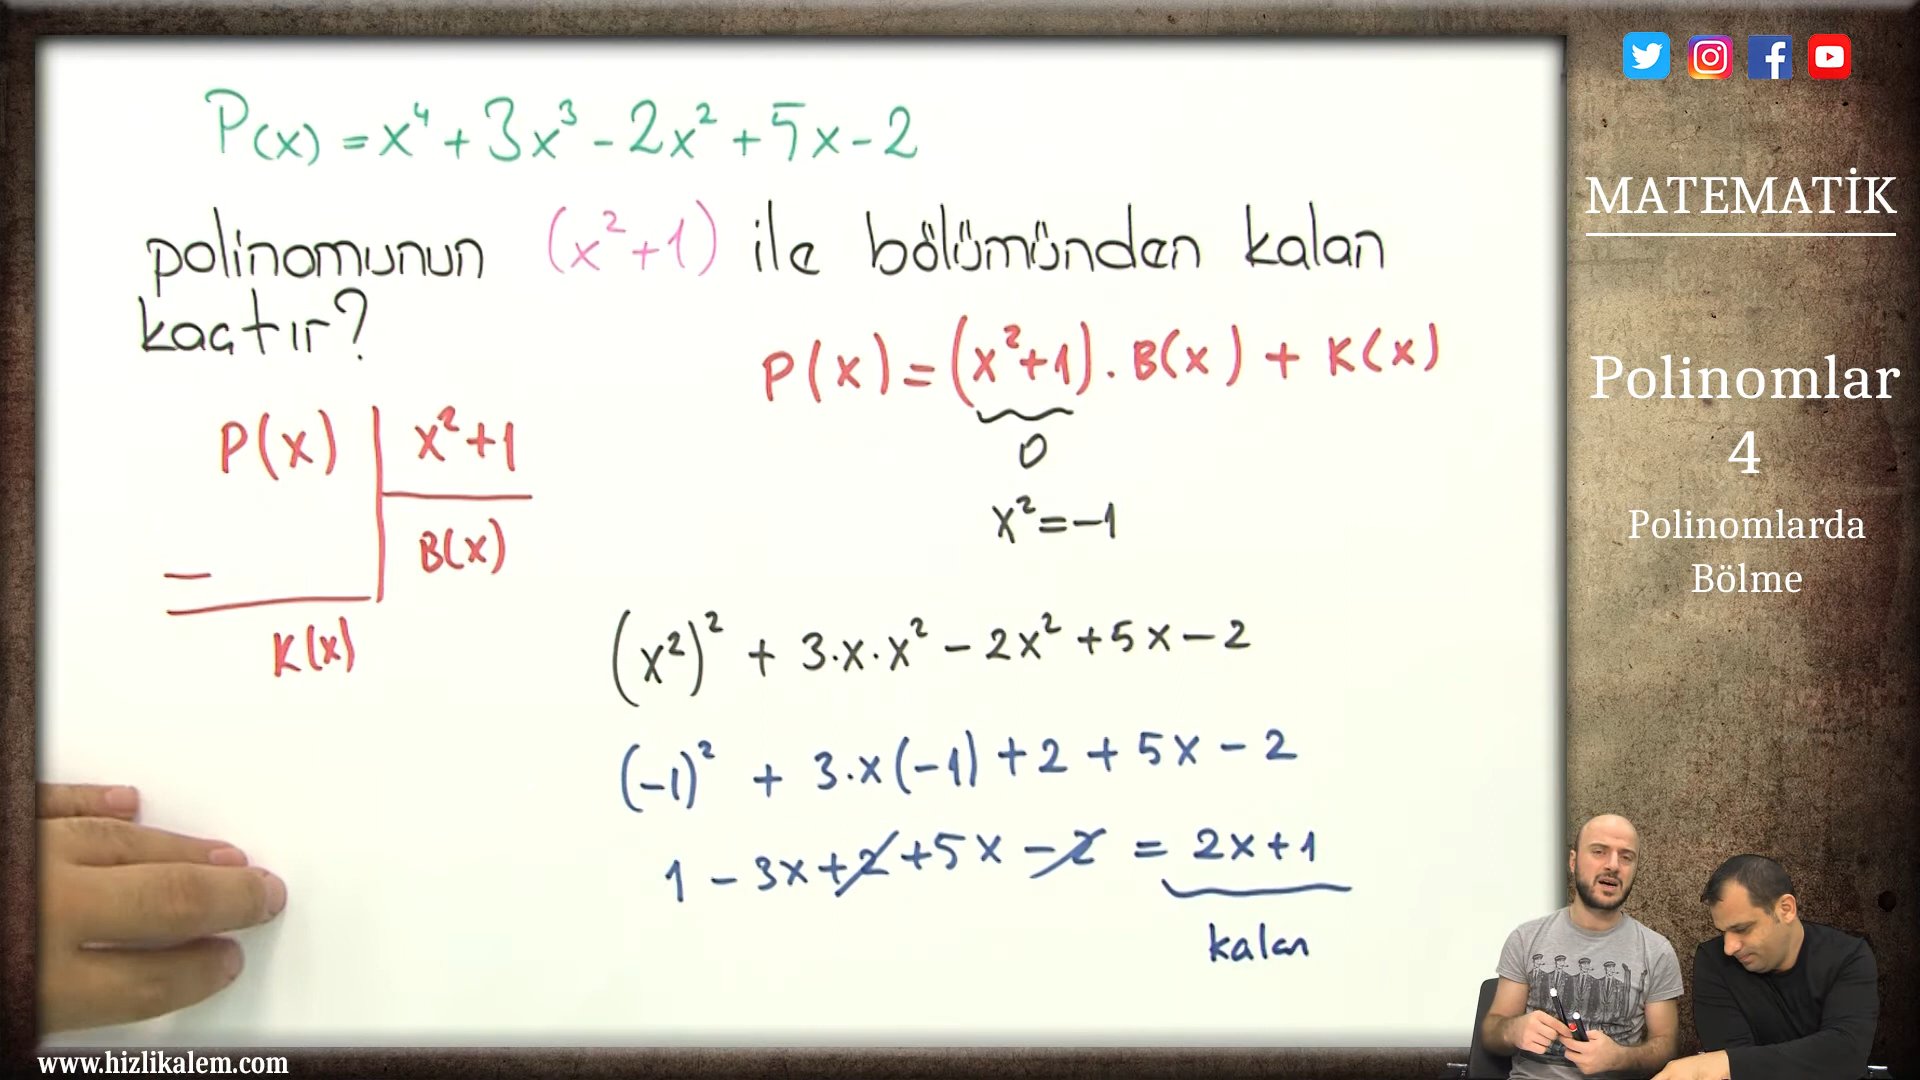 P(x) = x⁴ + 3x³ - 2x² + 5x - 2
polinomunun (x²+1) ile bölümünden kalan
kaçtır?
P(x) = (x²+1) . B(x) + K(x)
0
x² = -1
P(x) x²+1
B(x)
K(x)
(x²)² + 3.x.x² - 2x² + 5x - 2
(-1)² + 3.x(-1) + 2 + 5x - 2
1 - 3x + 2 + 5x - 2 = 2x+1
kalan
MATEMATİK
Polinomlar
4
Polinomlarda
Bölme
www.hizlikalem.com